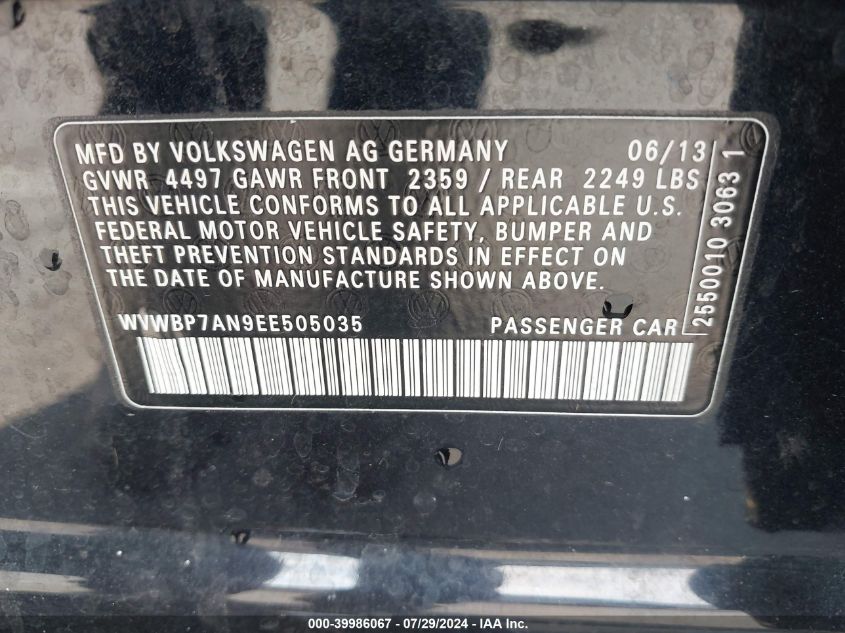 MFD BY VOLKSWAGEN AG GERMANY 06/13
GVWR 4497 GAWR FRONT 2359 / REAR 2249 LBS
THIS VEHICLE CONFORMS TO ALL APPLICABLE U.S.
FEDERAL MOTOR VEHICLE SAFETY, BUMPER AND
THEFT PREVENTION STANDARDS IN EFFECT ON
THE DATE OF MANUFACTURE SHOWN ABOVE.
WVWBP7AN9EE505035 PASSENGER CAR
2550010 3063 1
000-39986067 / 07/29/2024 - IAA Inc.